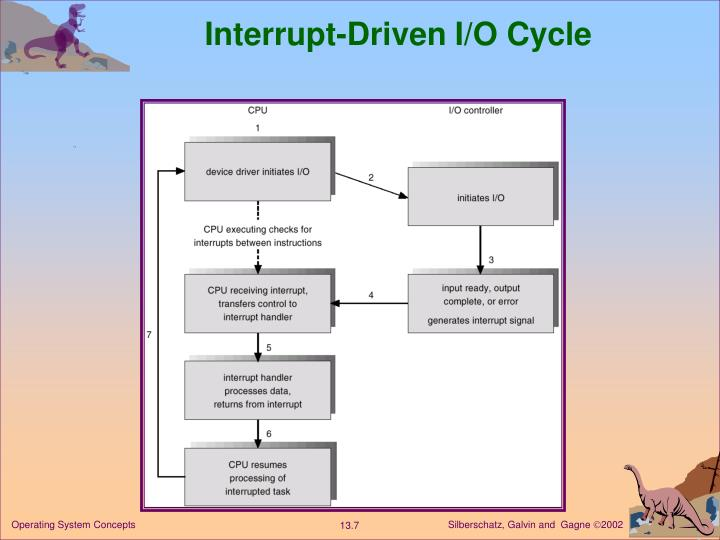 Interrupt-Driven I/O Cycle
CPU
I/O controller
1
device driver initiates I/O
2
initiates I/O
CPU executing checks for
interrupts between instructions
3
CPU receiving interrupt,
transfers control to
interrupt handler
4
input ready, output
complete, or error
generates interrupt signal
7
5
interrupt handler
processes data,
returns from interrupt
6
CPU resumes
processing of
interrupted task
Operating System Concepts
13.7
Silberschatz, Galvin and Gagne ©2002